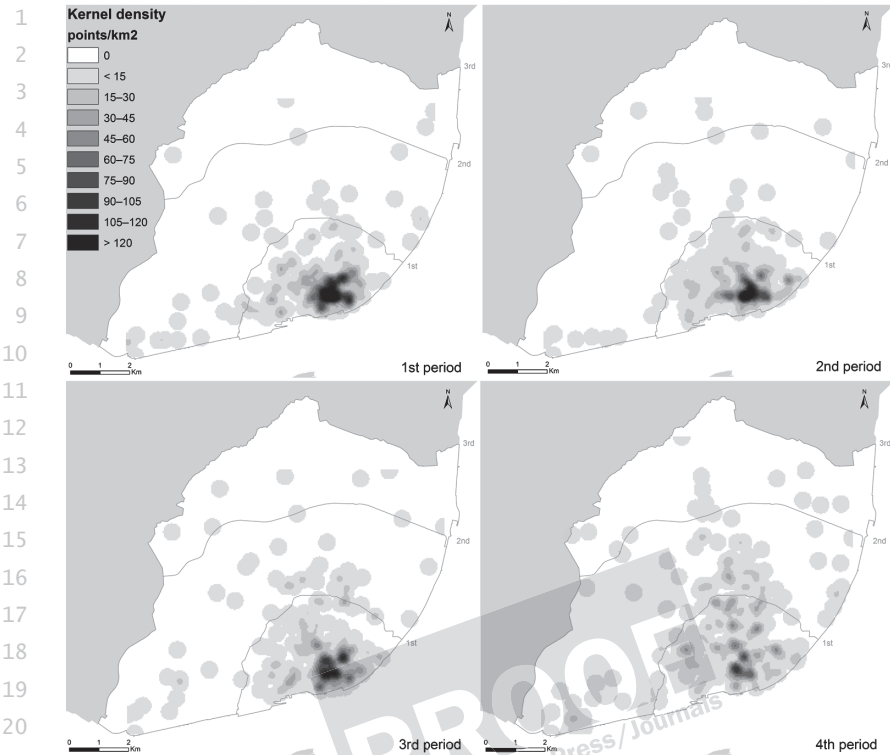 Kernel density
points/km2
0
< 15
15–30
30–45
45–60
60–75
75–90
90–105
105–120
> 120
N
3rd
2nd
1st
0 1 2 Km
1st period
N
3rd
2nd
1st
0 1 2 Km
2nd period
N
3rd
2nd
1st
0 1 2 Km
3rd period
N
3rd
2nd
1st
0 1 2 Km
4th period
1
2
3
4
5
6
7
8
9
10
11
12
13
14
15
16
17
18
19
20
PROOF
Press / Journals